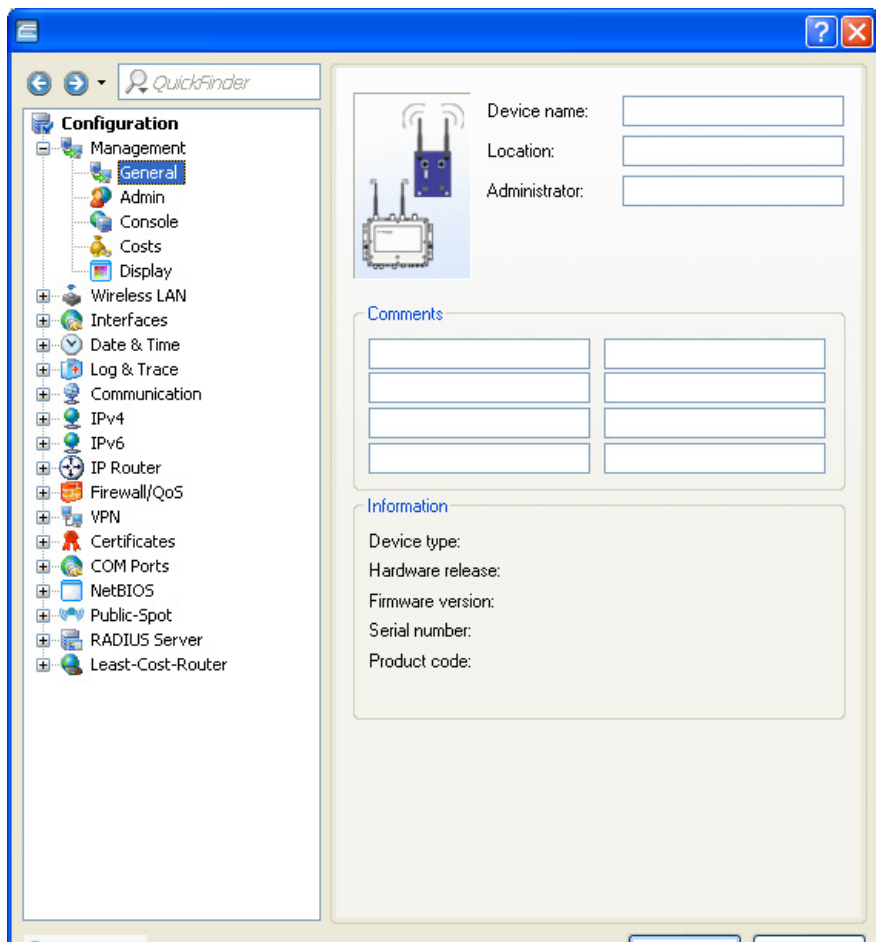 QuickFinder
Configuration
Management
General
Admin
Console
Costs
Display
Wireless LAN
Interfaces
Date & Time
Log & Trace
Communication
IPv4
IPv6
IP Router
Firewall/QoS
VPN
Certificates
COM Ports
NetBIOS
Public-Spot
RADIUS Server
Least-Cost-Router
Device name:
Location:
Administrator:
Comments
Information
Device type:
Hardware release:
Firmware version:
Serial number:
Product code: